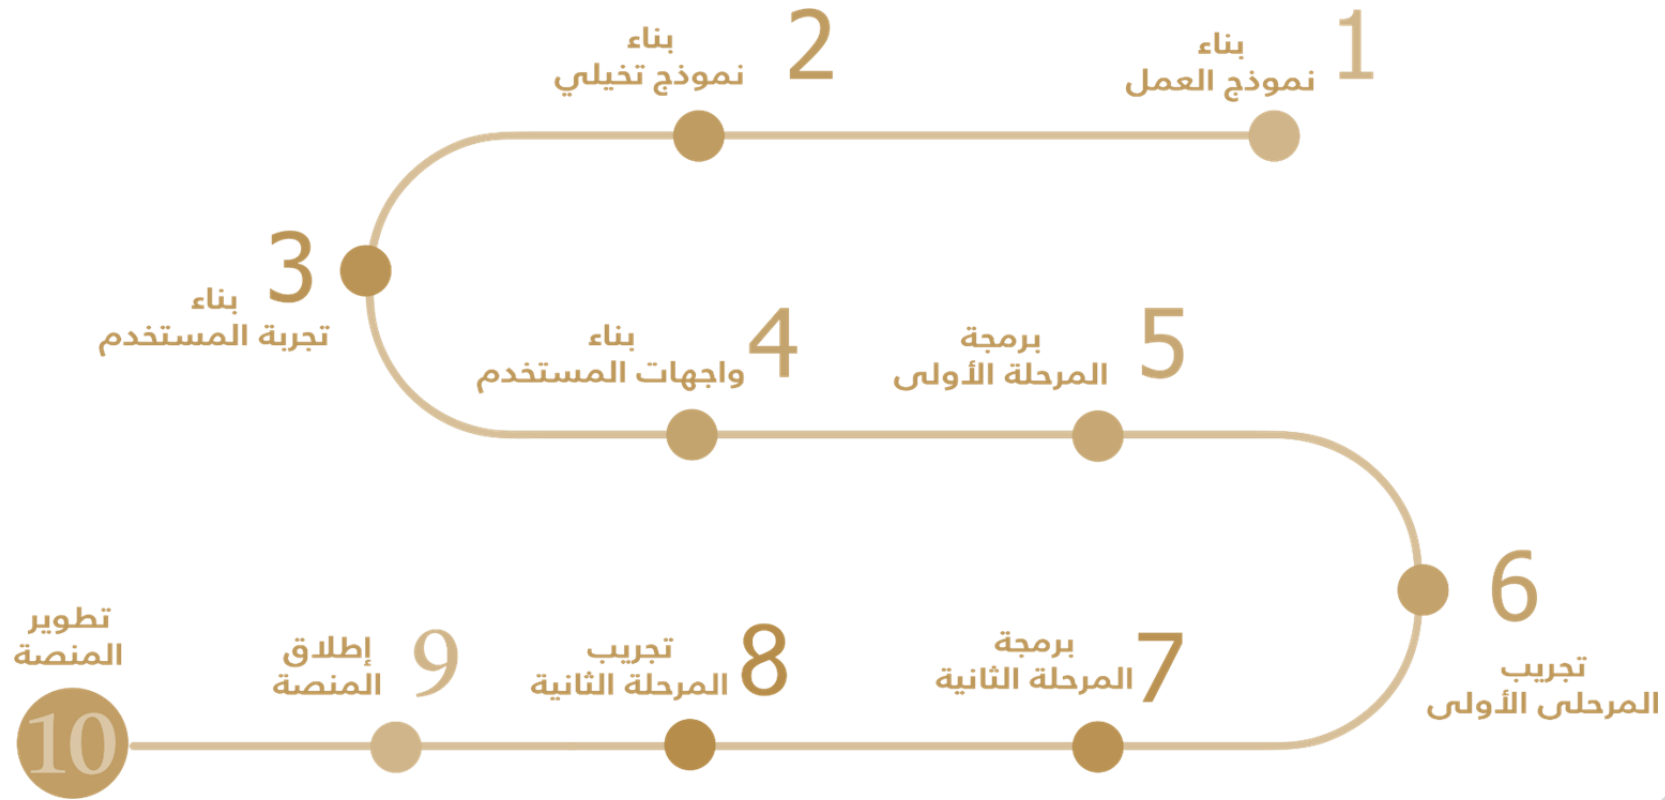 1
بناء
نموذج العمل
2
بناء
نموذج تخيلي
3
بناء
تجربة المستخدم
4
بناء
واجهات المستخدم
5
برمجة
المرحلة الأولى
6
تجريب
المرحلى الأولى
7
برمجة
المرحلة الثانية
8
تجريب
المرحلة الثانية
9
إطلاق
المنصة
تطوير
المنصة
10